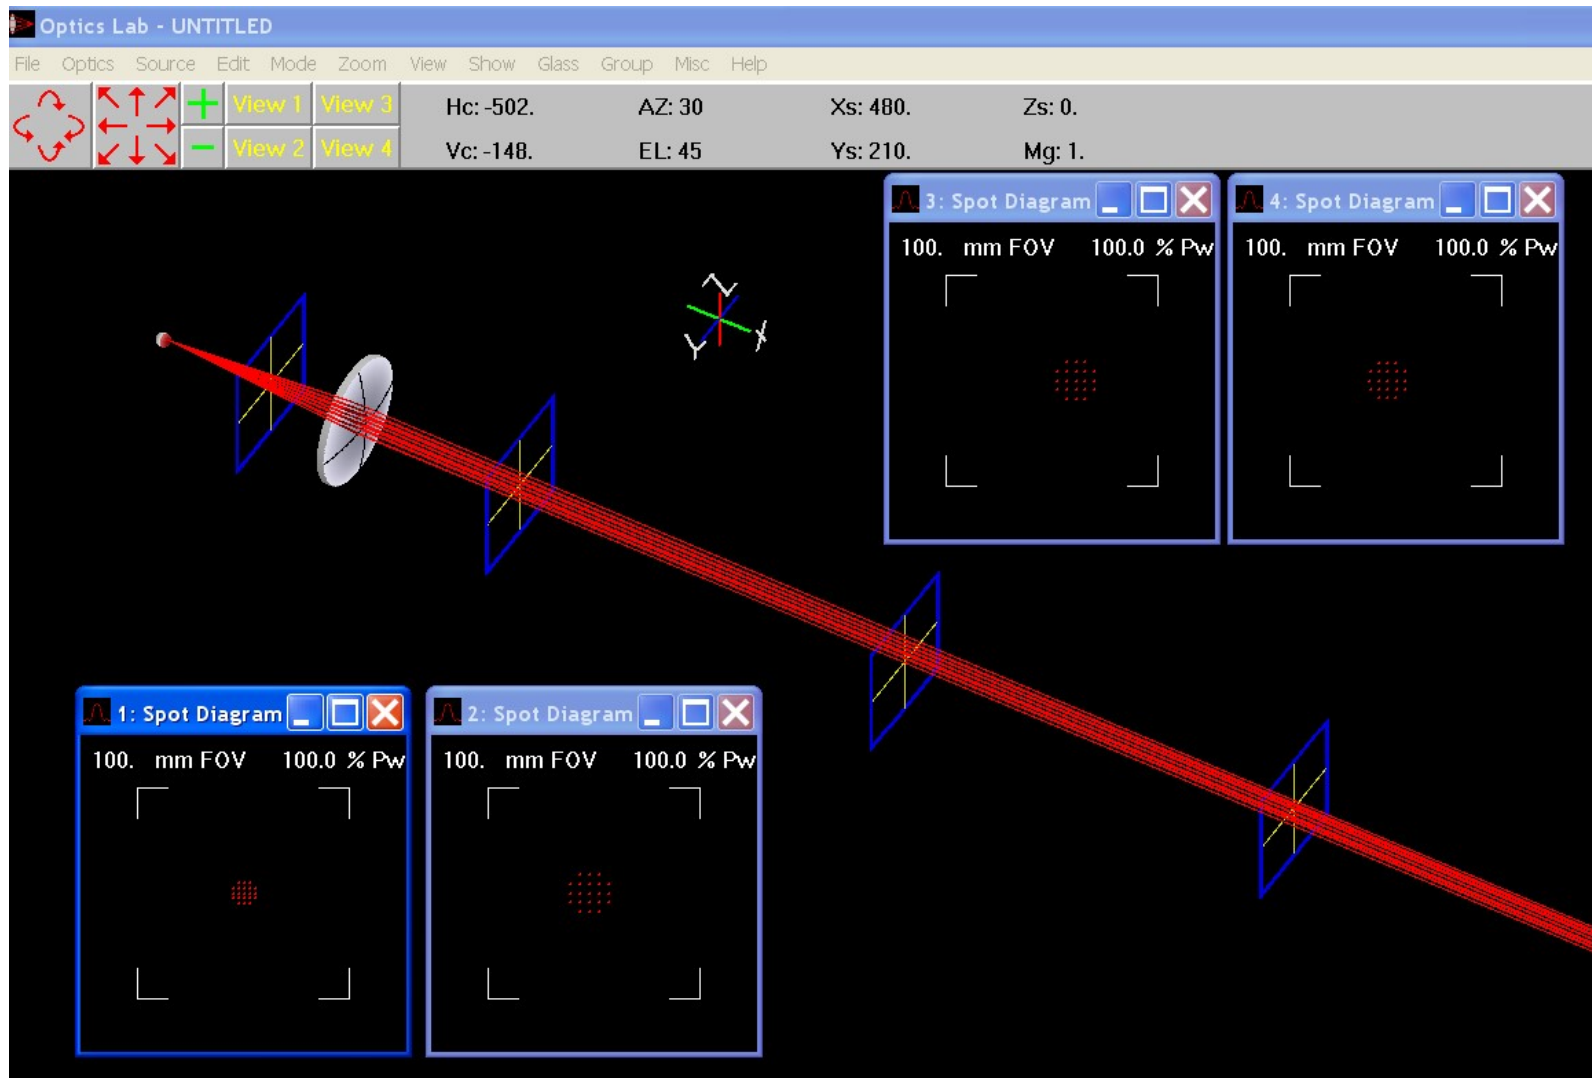 Optics Lab - UNTITLED
File Optics Source Edit Mode Zoom View Show Glass Group Misc Help
View 1 View 3 Hc: -502. AZ: 30 Xs: 480. Zs: 0.
View 2 View 4 Vc: -148. EL: 45 Ys: 210. Mg: 1.
3: Spot Diagram
100. mm FOV 100.0 % Pw
4: Spot Diagram
100. mm FOV 100.0 % Pw
Z
Y X
1: Spot Diagram
100. mm FOV 100.0 % Pw
2: Spot Diagram
100. mm FOV 100.0 % Pw